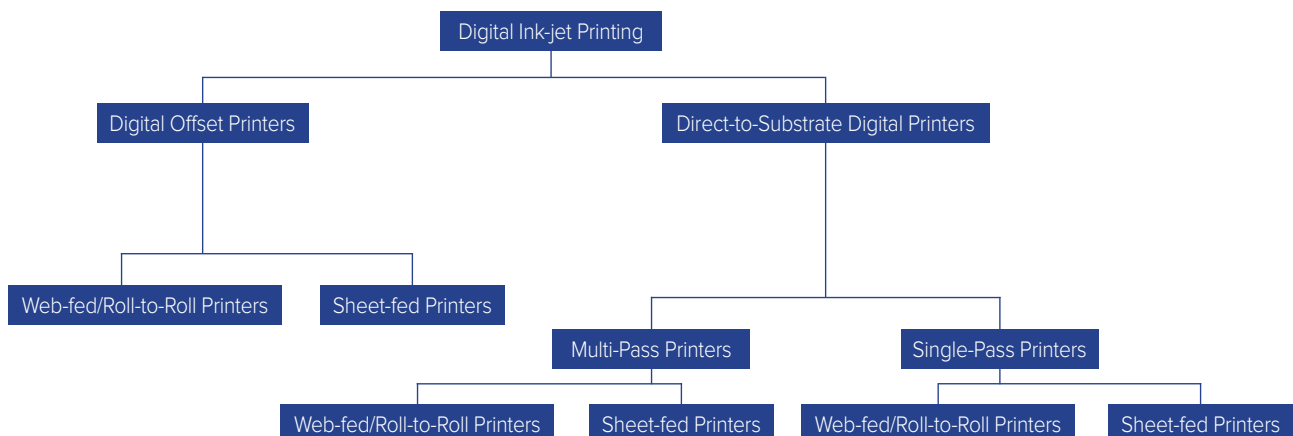 Digital Ink-jet Printing
Digital Offset Printers
Direct-to-Substrate Digital Printers
Web-fed/Roll-to-Roll Printers
Sheet-fed Printers
Multi-Pass Printers
Single-Pass Printers
Web-fed/Roll-to-Roll Printers
Sheet-fed Printers
Web-fed/Roll-to-Roll Printers
Sheet-fed Printers